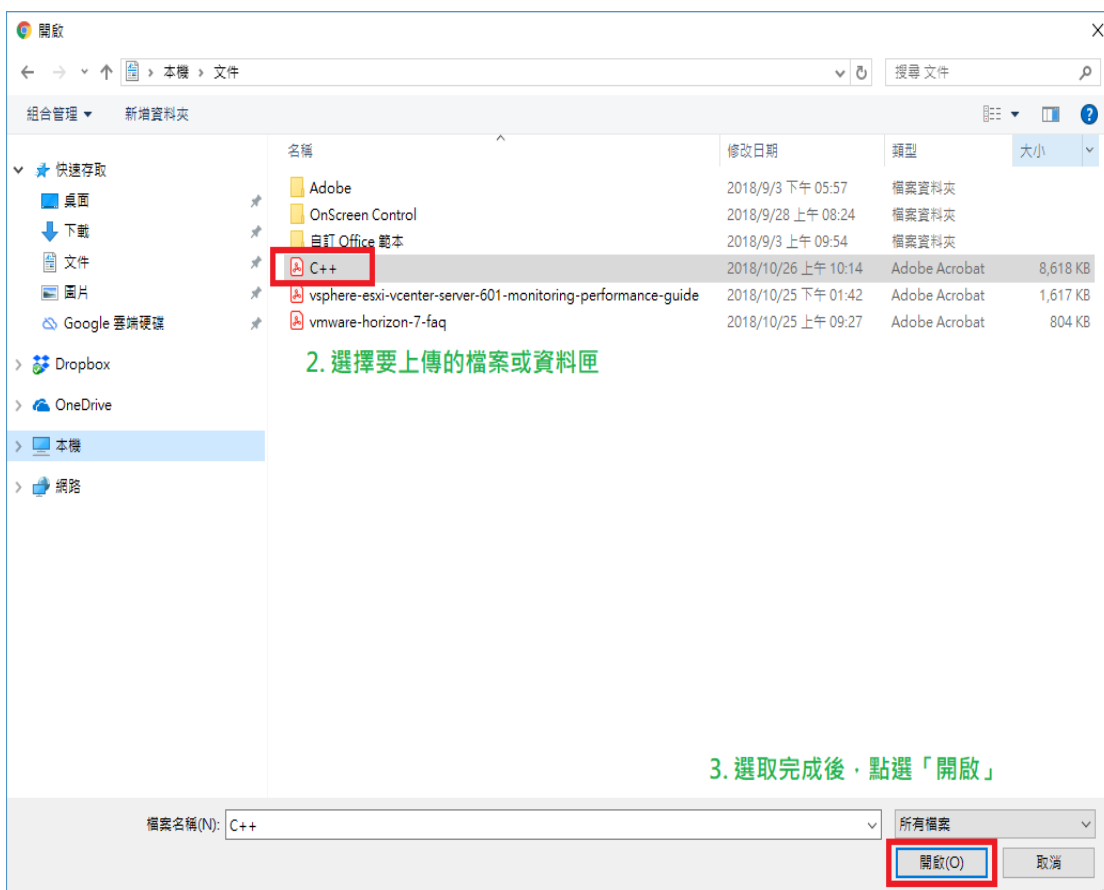 開啟
本機 › 文件
搜尋 文件
組合管理 新增資料夾
名稱 修改日期 類型 大小
快速存取
桌面
下載
文件
圖片
Google 雲端硬碟
Dropbox
OneDrive
本機
網路
Adobe 2018/9/3 下午 05:57 檔案資料夾
OnScreen Control 2018/9/28 上午 08:24 檔案資料夾
自訂 Office 範本 2018/9/3 上午 09:54 檔案資料夾
C++ 2018/10/26 上午 10:14 Adobe Acrobat 8,618 KB
vsphere-esxi-vcenter-server-601-monitoring-performance-guide 2018/10/25 下午 01:42 Adobe Acrobat 1,617 KB
vmware-horizon-7-faq 2018/10/25 上午 09:27 Adobe Acrobat 804 KB
2. 選擇要上傳的檔案或資料匣
3. 選取完成後，點選「開啟」
檔案名稱(N): C++ 所有檔案
開啟(O) 取消